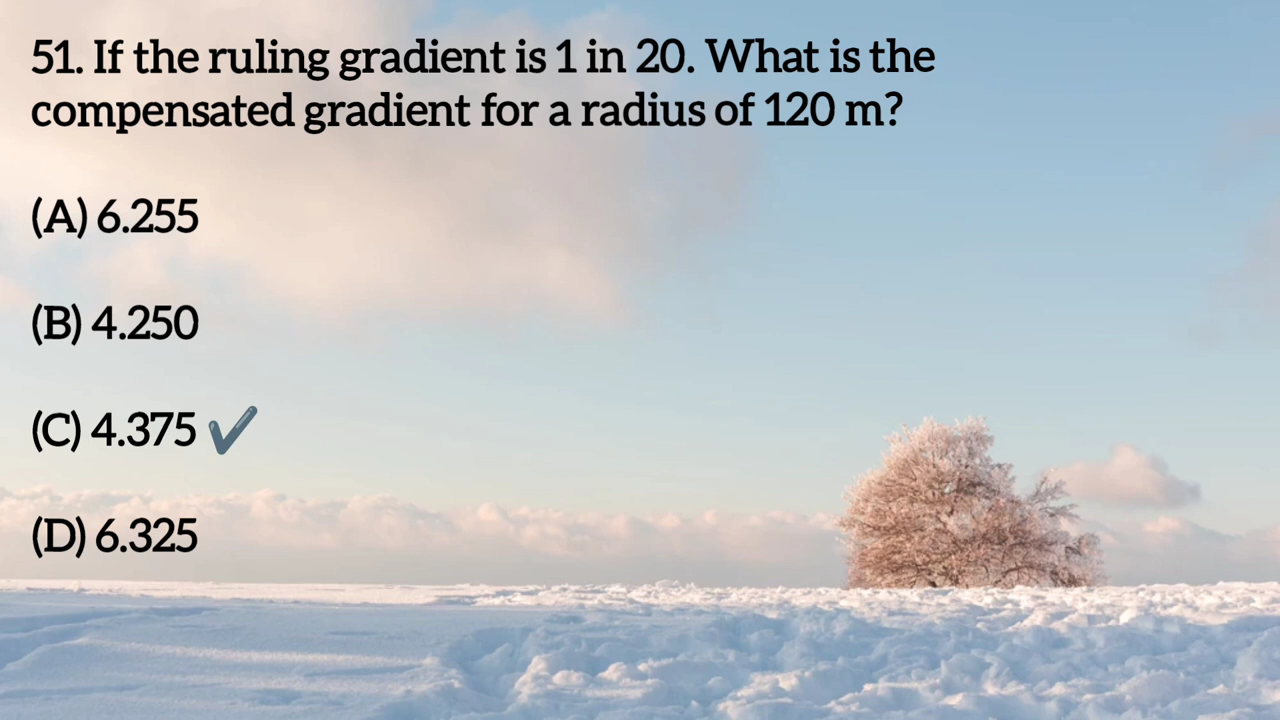 51. If the ruling gradient is 1 in 20. What is the
compensated gradient for a radius of 120 m?
(A) 6.255
(B) 4.250
(C) 4.375 ✔
(D) 6.325